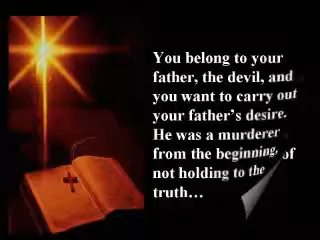 You belong to your
father, the devil, and
you want to carry out
your father's desire.
He was a murderer
from the beginning, of
not holding to the
truth…